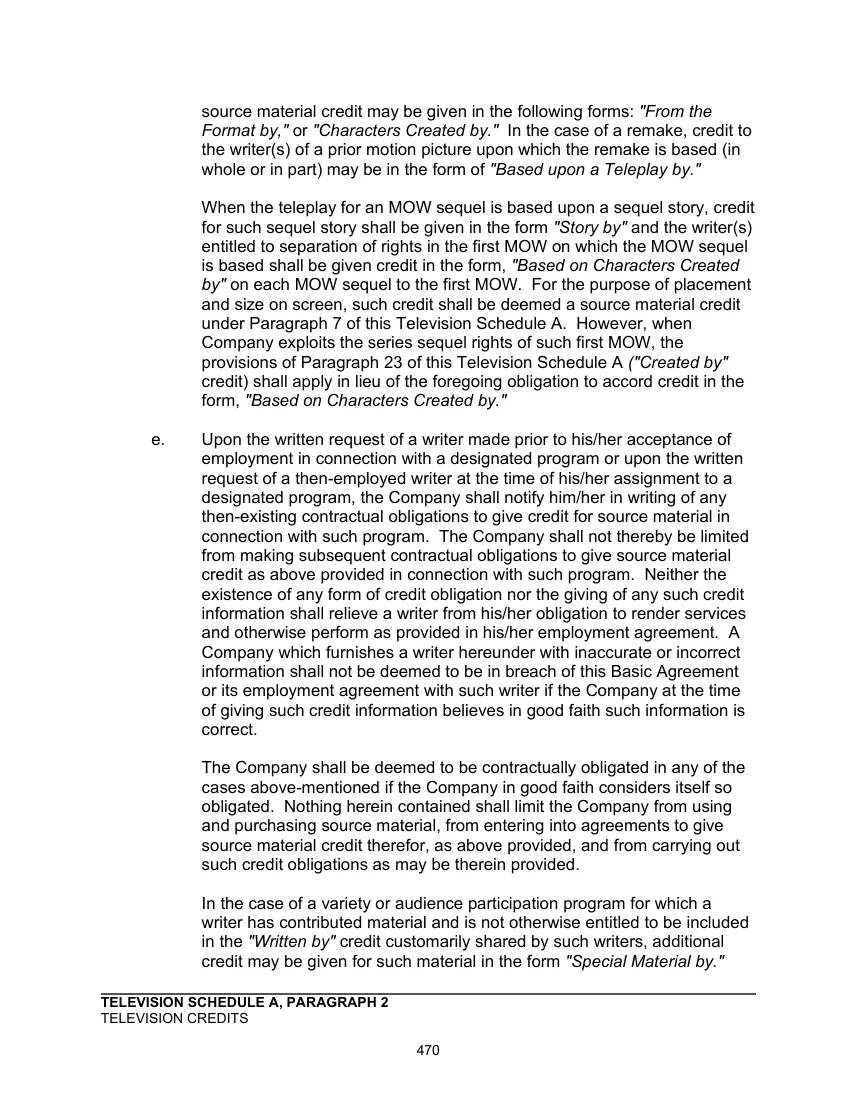 source material credit may be given in the following forms: "From the
Format by," or "Characters Created by." In the case of a remake, credit to
the writer(s) of a prior motion picture upon which the remake is based (in
whole or in part) may be in the form of "Based upon a Teleplay by."
When the teleplay for an MOW sequel is based upon a sequel story, credit
for such sequel story shall be given in the form "Story by" and the writer(s)
entitled to separation of rights in the first MOW on which the MOW sequel
is based shall be given credit in the form, "Based on Characters Created
by" on each MOW sequel to the first MOW. For the purpose of placement
and size on screen, such credit shall be deemed a source material credit
under Paragraph 7 of this Television Schedule A. However, when
Company exploits the series sequel rights of such first MOW, the
provisions of Paragraph 23 of this Television Schedule A ("Created by"
credit) shall apply in lieu of the foregoing obligation to accord credit in the
form, "Based on Characters Created by."
e. Upon the written request of a writer made prior to his/her acceptance of
employment in connection with a designated program or upon the written
request of a then-employed writer at the time of his/her assignment to a
designated program, the Company shall notify him/her in writing of any
then-existing contractual obligations to give credit for source material in
connection with such program. The Company shall not thereby be limited
from making subsequent contractual obligations to give source material
credit as above provided in connection with such program. Neither the
existence of any form of credit obligation nor the giving of any such credit
information shall relieve a writer from his/her obligation to render services
and otherwise perform as provided in his/her employment agreement. A
Company which furnishes a writer hereunder with inaccurate or incorrect
information shall not be deemed to be in breach of this Basic Agreement
or its employment agreement with such writer if the Company at the time
of giving such credit information believes in good faith such information is
correct.
The Company shall be deemed to be contractually obligated in any of the
cases above-mentioned if the Company in good faith considers itself so
obligated. Nothing herein contained shall limit the Company from using
and purchasing source material, from entering into agreements to give
source material credit therefor, as above provided, and from carrying out
such credit obligations as may be therein provided.
In the case of a variety or audience participation program for which a
writer has contributed material and is not otherwise entitled to be included
in the "Written by" credit customarily shared by such writers, additional
credit may be given for such material in the form "Special Material by."
TELEVISION SCHEDULE A, PARAGRAPH 2
TELEVISION CREDITS
470